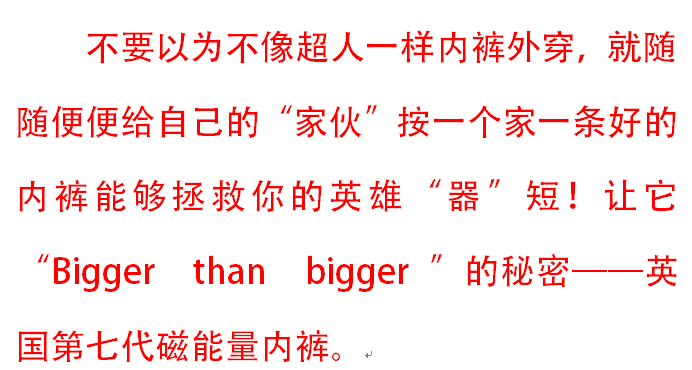 不要以为不像超人一样内裤外穿，就随
随便便给自己的“家伙”按一个家一条好的
内裤能够拯救你的英雄“器”短！让它
“Bigger than bigger ”的秘密——英
国第七代磁能量内裤。